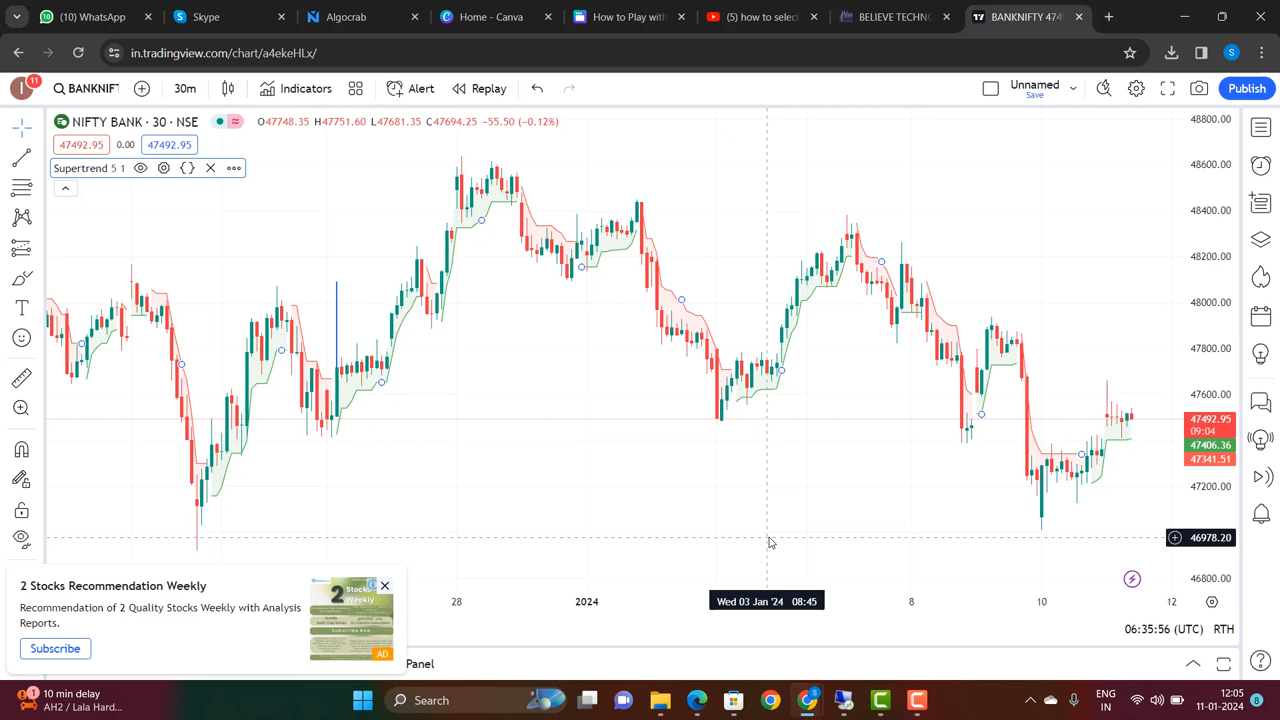 (10) WhatsApp
Skype
Algocrab
Home - Canva
How to Play with
(5) how to select
BELIEVE TECHNO
BANKNIFTY 474
in.tradingview.com/chart/a4ekeHLx/
S
I
11
BANKNIFT
30m
Indicators
Alert
Replay
Unnamed
Save
Publish
NIFTY BANK · 30 · NSE
O47748.35 H47751.60 L47681.35 C47694.25 −55.50 (−0.12%)
47492.95
0.00
47492.95
Supertrend 5 1
48800.00
48600.00
48400.00
48200.00
48000.00
47800.00
47600.00
47492.95
09:04
47406.36
47341.51
47200.00
46978.20
46800.00
28
2024
Wed 03 Jan '24 08:45
8
10
12
06:35:56 (UTC) RTH
2 Stocks Recommendation Weekly
Recommendation of 2 Quality Stocks Weekly with Analysis
Reports.
Subscribe
AD
Panel
1
10 min delay
AH2 / Lala Hard...
Search
ENG
IN
12:05
11-01-2024
8